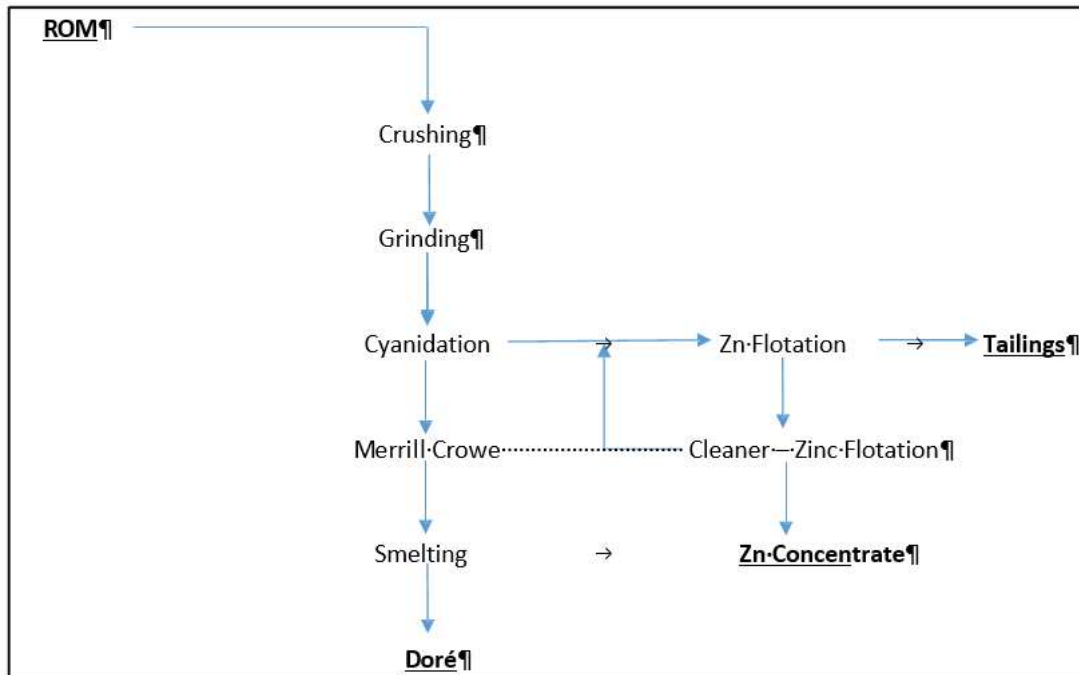 ROM¶
Crushing¶
Grinding¶
Cyanidation → Zn·Flotation → Tailings¶
Merrill·Crowe·························Cleaner·–·Zinc·Flotation¶
Smelting → Zn·Concentrate¶
Doré¶